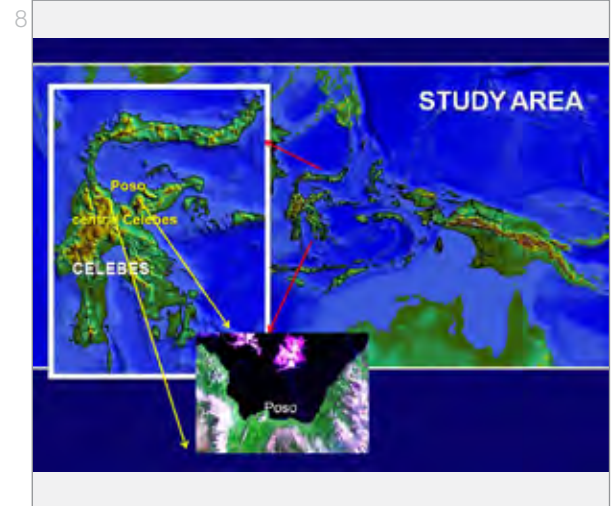 8
STUDY AREA
Poso
central Celebes
CELEBES
Poso